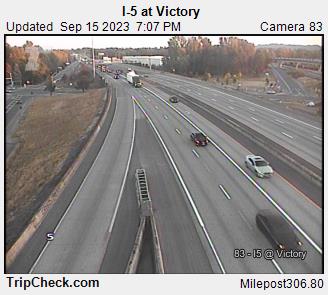 I-5 at Victory
Updated Sep 15 2023 7:07 PM Camera 83
S
83 - I5 @ Victory
TripCheck.com Milepost306.80